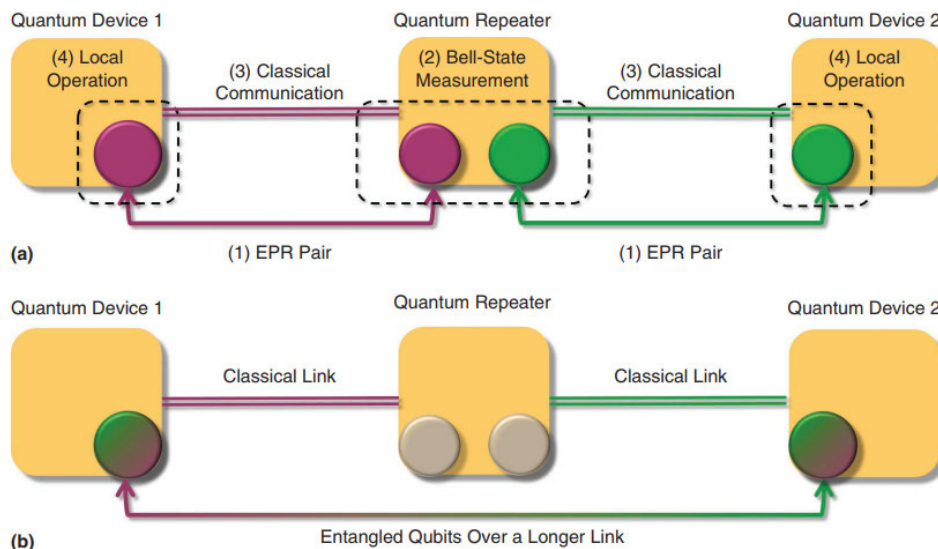 Quantum Device 1
Quantum Repeater
Quantum Device 2
(4) Local
Operation
(3) Classical
Communication
(2) Bell-State
Measurement
(3) Classical
Communication
(4) Local
Operation
(1) EPR Pair
(1) EPR Pair
(a)
Quantum Device 1
Quantum Repeater
Quantum Device 2
Classical Link
Classical Link
Entangled Qubits Over a Longer Link
(b)